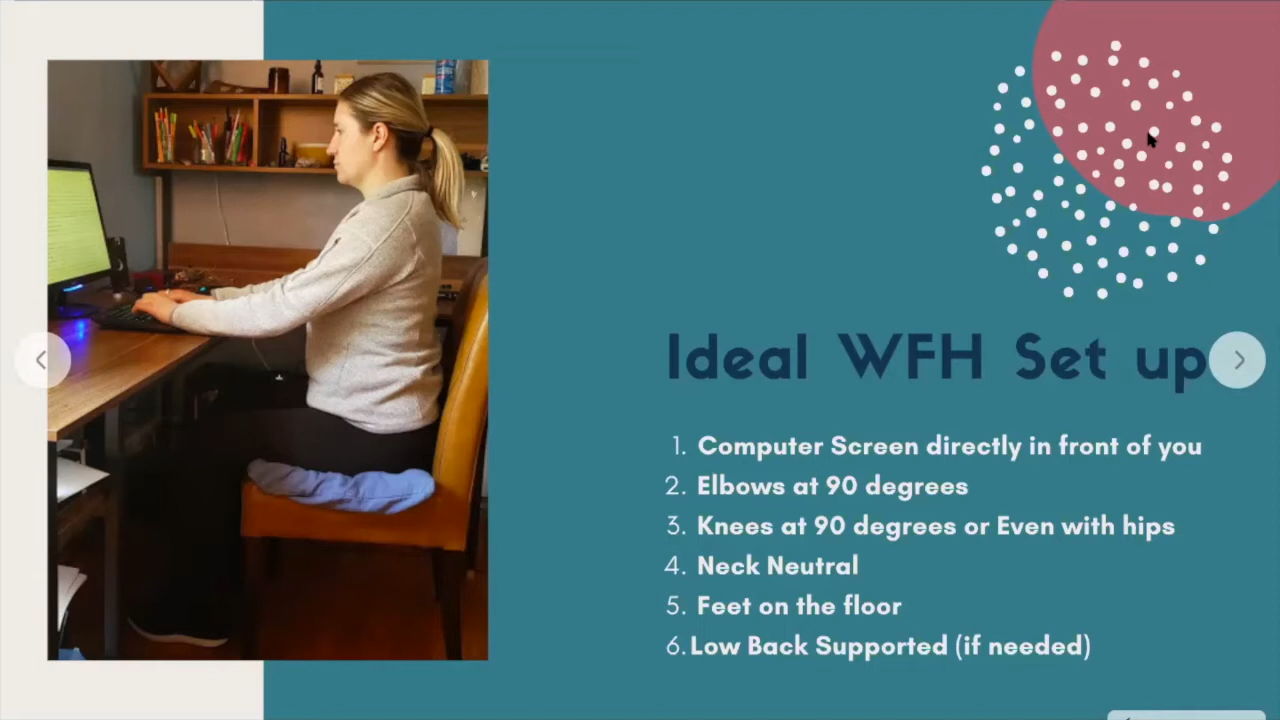 Ideal WFH Set up
1. Computer Screen directly in front of you
2. Elbows at 90 degrees
3. Knees at 90 degrees or Even with hips
4. Neck Neutral
5. Feet on the floor
6. Low Back Supported (if needed)